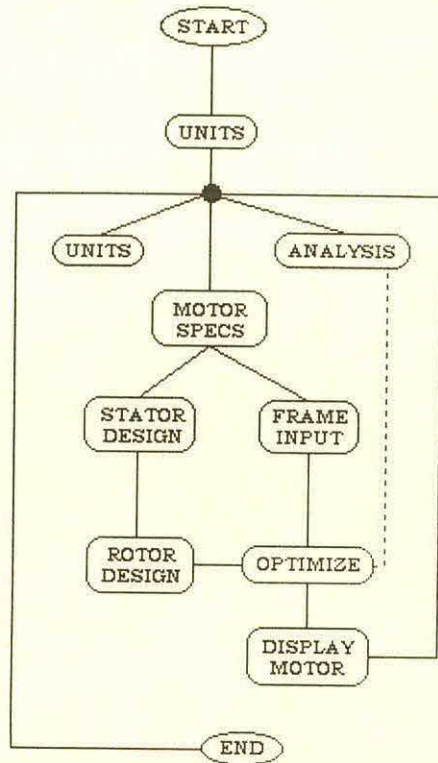 START
UNITS
UNITS
ANALYSIS
MOTOR
SPECS
STATOR
DESIGN
FRAME
INPUT
ROTOR
DESIGN
OPTIMIZE
DISPLAY
MOTOR
END